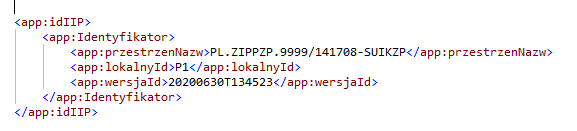 <app:idIIP>
<app:Identyfikator>
<app:przestrzenNazw>PL.ZIPPZP.9999/141708-SUIKZP</app:przestrzenNazw>
<app:lokalnyId>P1</app:lokalnyId>
<app:wersjaId>20200630T134523</app:wersjaId>
</app:Identyfikator>
</app:idIIP>